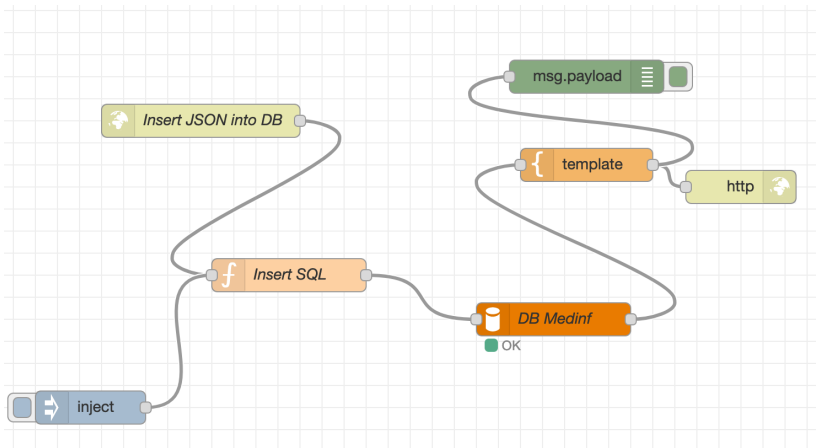 msg.payload
Insert JSON into DB
template
http
Insert SQL
DB Medinf
OK
inject